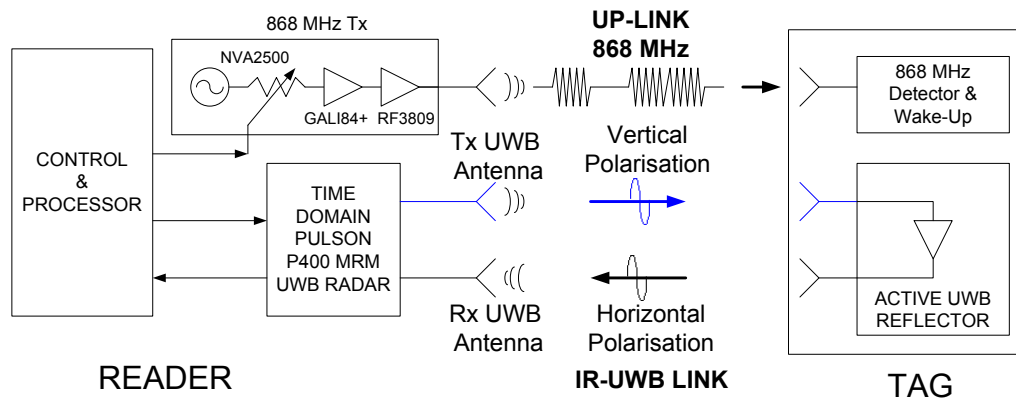 868 MHz Tx
NVA2500
GALI84+ RF3809
UP-LINK
868 MHz
868 MHz
Detector &
Wake-Up
CONTROL
&
PROCESSOR
Tx UWB
Antenna
Vertical
Polarisation
TIME
DOMAIN
PULSON
P400 MRM
UWB RADAR
Rx UWB
Antenna
Horizontal
Polarisation
ACTIVE UWB
REFLECTOR
READER
IR-UWB LINK
TAG